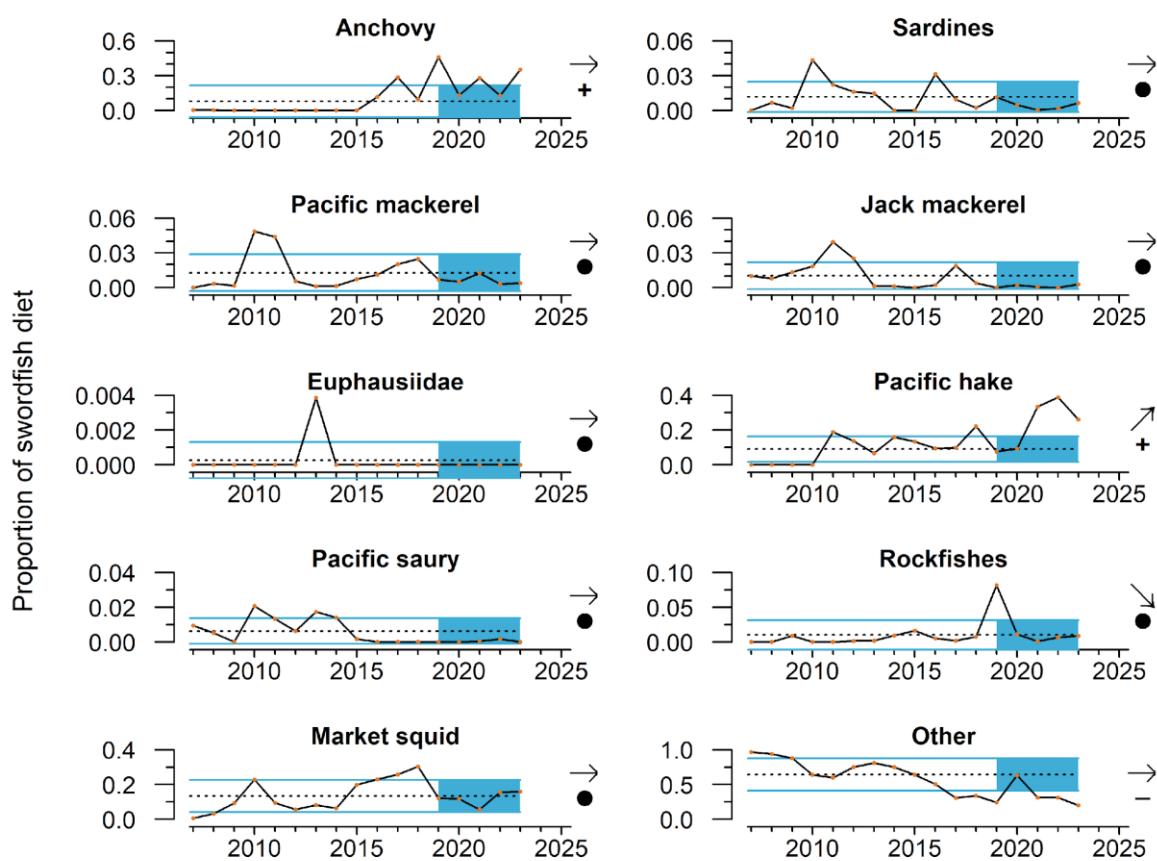 Proportion of swordfish diet
Anchovy
0.6
0.3
0.0
2010 2015 2020 2025
+
Sardines
0.06
0.03
0.00
2010 2015 2020 2025
Pacific mackerel
0.06
0.03
0.00
2010 2015 2020 2025
Jack mackerel
0.06
0.03
0.00
2010 2015 2020 2025
Euphausiidae
0.004
0.002
0.000
2010 2015 2020 2025
Pacific hake
0.4
0.2
0.0
2010 2015 2020 2025
+
Pacific saury
0.04
0.02
0.00
2010 2015 2020 2025
Rockfishes
0.10
0.05
0.00
2010 2015 2020 2025
Market squid
0.4
0.2
0.0
2010 2015 2020 2025
Other
1.0
0.5
0.0
2010 2015 2020 2025
–